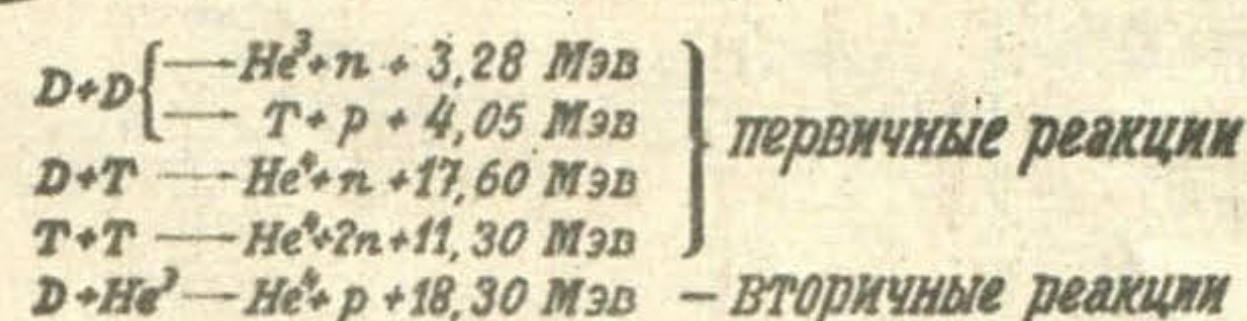 D+D { → He³+n + 3,28 Мэв
→ T + p + 4,05 Мэв
D+T → He⁴+n +17,60 Мэв
T+T → He⁴+2n+11,30 Мэв
} первичные реакции
D+He³ → He⁴+ p +18,30 Мэв – вторичные реакции